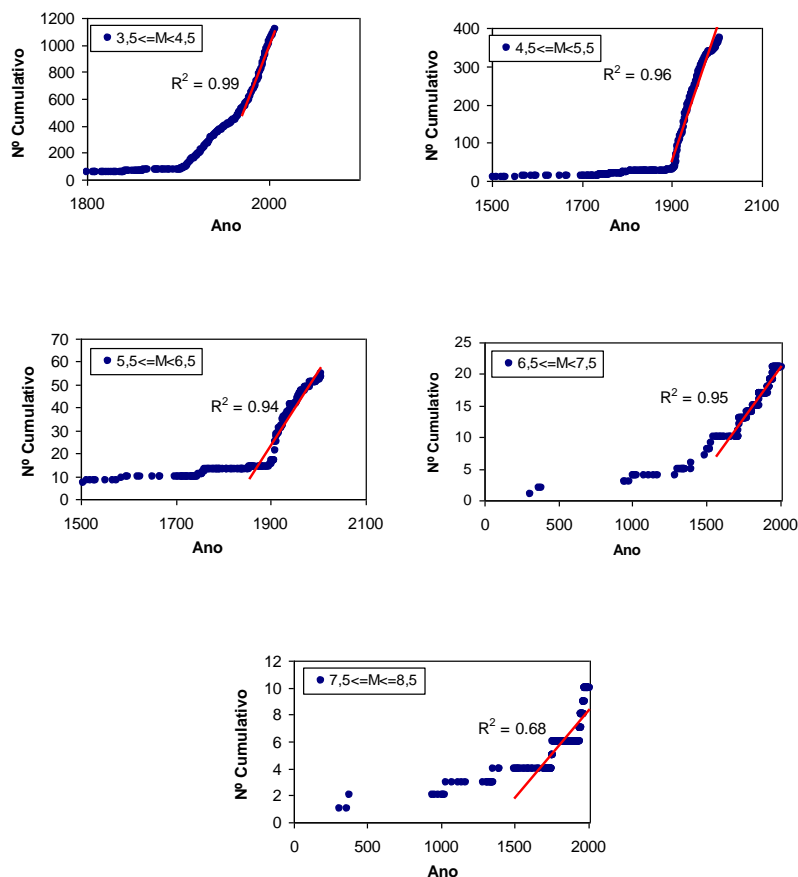 Nº Cumulativo
1200
1000
800
600
400
200
0
3,5<=M<4,5
R² = 0.99
1800 2000
Ano
Nº Cumulativo
400
300
200
100
0
4,5<=M<5,5
R² = 0.96
1500 1700 1900 2100
Ano
Nº Cumulativo
70
60
50
40
30
20
10
0
5,5<=M<6,5
R² = 0.94
1500 1700 1900 2100
Ano
Nº Cumulativo
25
20
15
10
5
0
6,5<=M<7,5
R² = 0.95
0 500 1000 1500 2000
Ano
Nº Cumulativo
12
10
8
6
4
2
0
7,5<=M<=8,5
R² = 0.68
0 500 1000 1500 2000
Ano